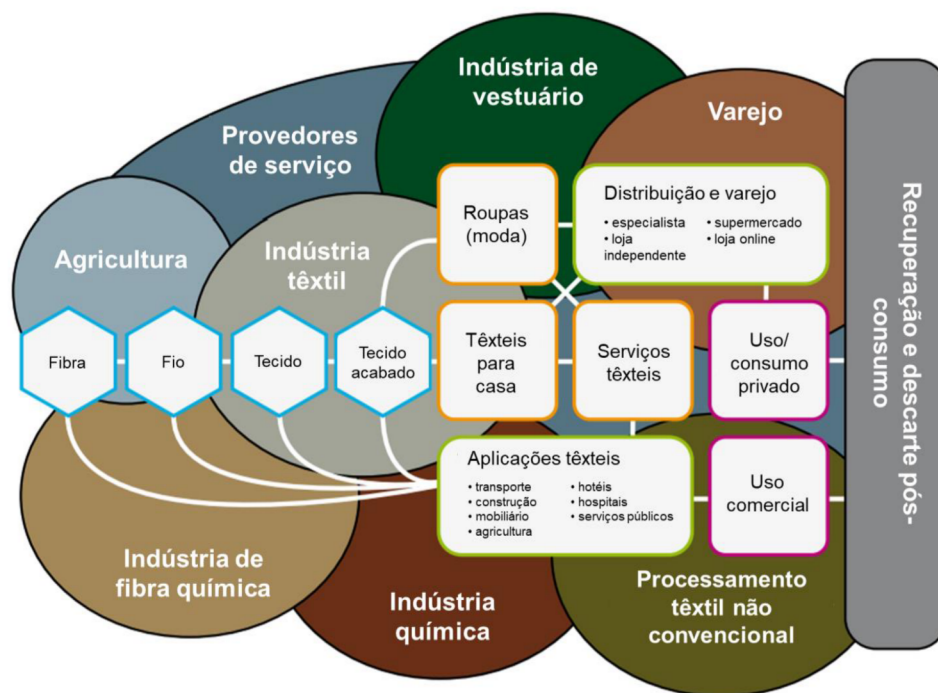 Indústria de
vestuário
Varejo
Provedores
de serviço
Agricultura
Indústria
têxtil
Roupas
(moda)
Distribuição e varejo
• especialista
• loja
independente
• supermercado
• loja online
Fibra
Fio
Tecido
Tecido
acabado
Têxteis
para
casa
Serviços
têxteis
Uso/
consumo
privado
Aplicações têxteis
• transporte
• construção
• mobiliário
• agricultura
• hotéis
• hospitais
• serviços públicos
Uso
comercial
Indústria de
fibra química
Indústria
química
Processamento
têxtil não
convencional
Recuperação e descarte pós-
consumo